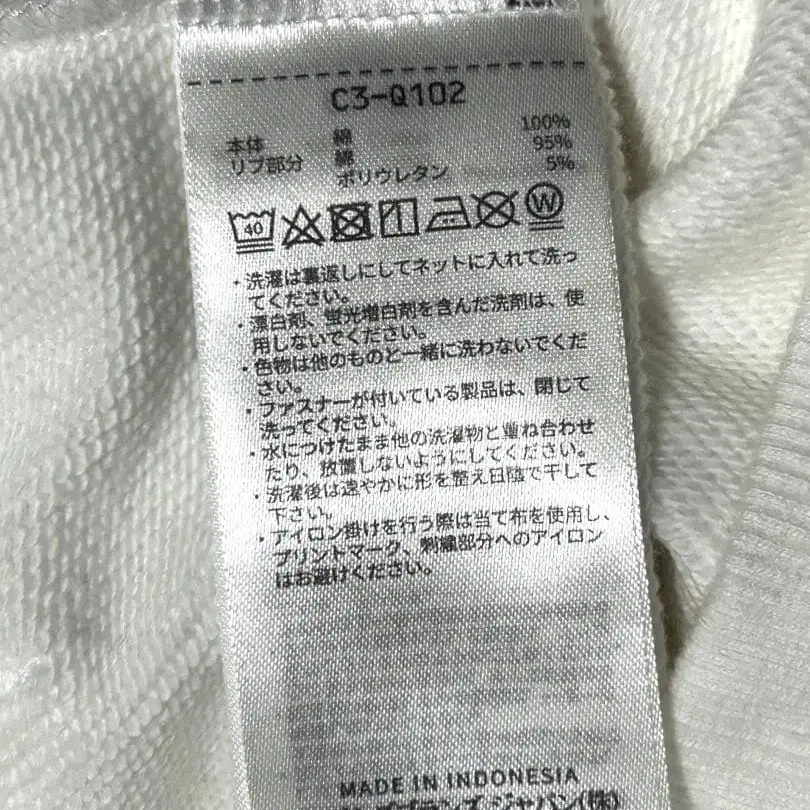 C3-Q102
本体 綿 100%
リブ部分 綿 95%
ポリウレタン 5%
40 W
・洗濯は裏返しにしてネットに入れて洗っ
てください。
・漂白剤、蛍光増白剤を含んだ洗剤は、使
用しないでください。
・色物は他のものと一緒に洗わないでくだ
さい。
・ファスナーが付いている製品は、閉じて
洗ってください。
・水につけたまま他の洗濯物と重ね合わせ
たり、放置しないようにしてください。
・洗濯後は速やかに形を整え日陰で干して
下さい。
・アイロン掛けを行う際は当て布を使用し、
プリントマーク、刺繍部分へのアイロン
はお避けください。
MADE IN INDONESIA
ブランズ ジャパン(株)